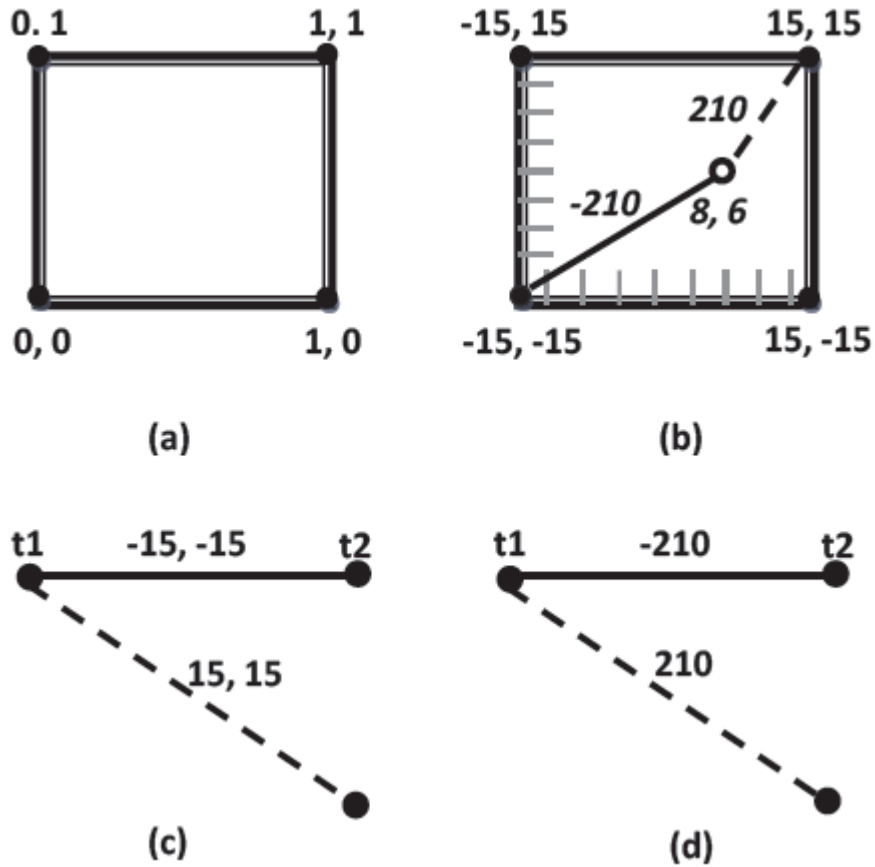 0. 1
1, 1
-15, 15
15, 15
210
-210
8, 6
0, 0
1, 0
-15, -15
15, -15
(a)
(b)
t1
-15, -15
t2
t1
-210
t2
15, 15
210
(c)
(d)